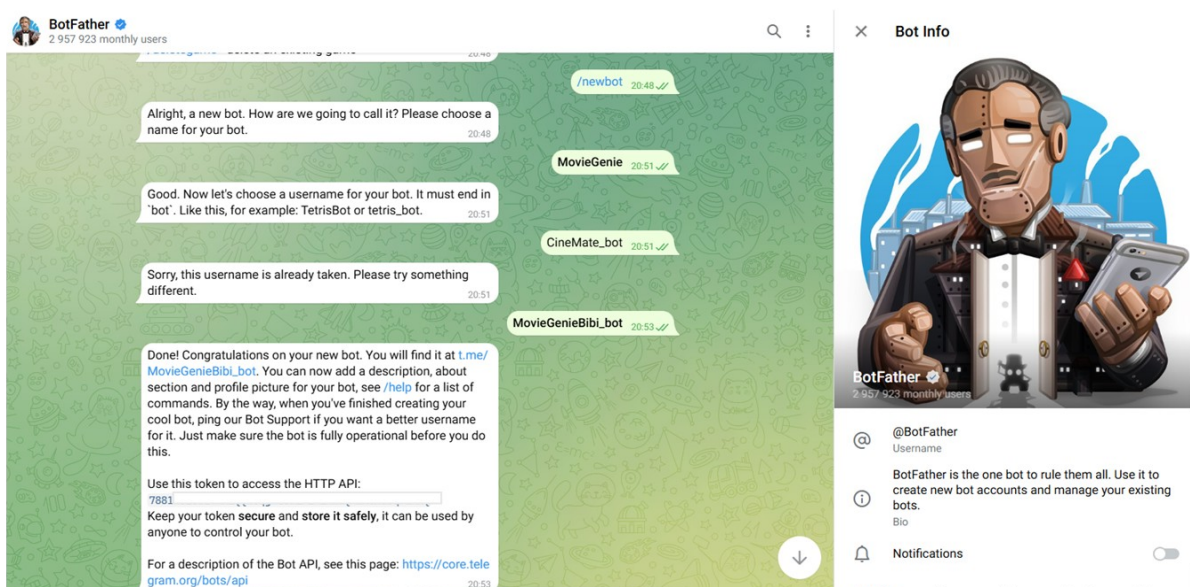 BotFather
2 957 923 monthly users
Bot Info
20:48
/newbot 20:48
Alright, a new bot. How are we going to call it? Please choose a
name for your bot.
20:48
MovieGenie 20:51
Good. Now let's choose a username for your bot. It must end in
`bot`. Like this, for example: TetrisBot or tetris_bot.
20:51
CineMate_bot 20:51
Sorry, this username is already taken. Please try something
different.
20:51
MovieGenieBibi_bot 20:53
Done! Congratulations on your new bot. You will find it at t.me/
MovieGenieBibi_bot. You can now add a description, about
section and profile picture for your bot, see /help for a list of
commands. By the way, when you've finished creating your
cool bot, ping our Bot Support if you want a better username
for it. Just make sure the bot is fully operational before you do
this.
Use this token to access the HTTP API:
7881
Keep your token secure and store it safely, it can be used by
anyone to control your bot.
For a description of the Bot API, see this page: https://core.tele
gram.org/bots/api
20:53
BotFather
2 957 923 monthly users
@BotFather
Username
BotFather is the one bot to rule them all. Use it to
create new bot accounts and manage your existing
bots.
Bio
Notifications